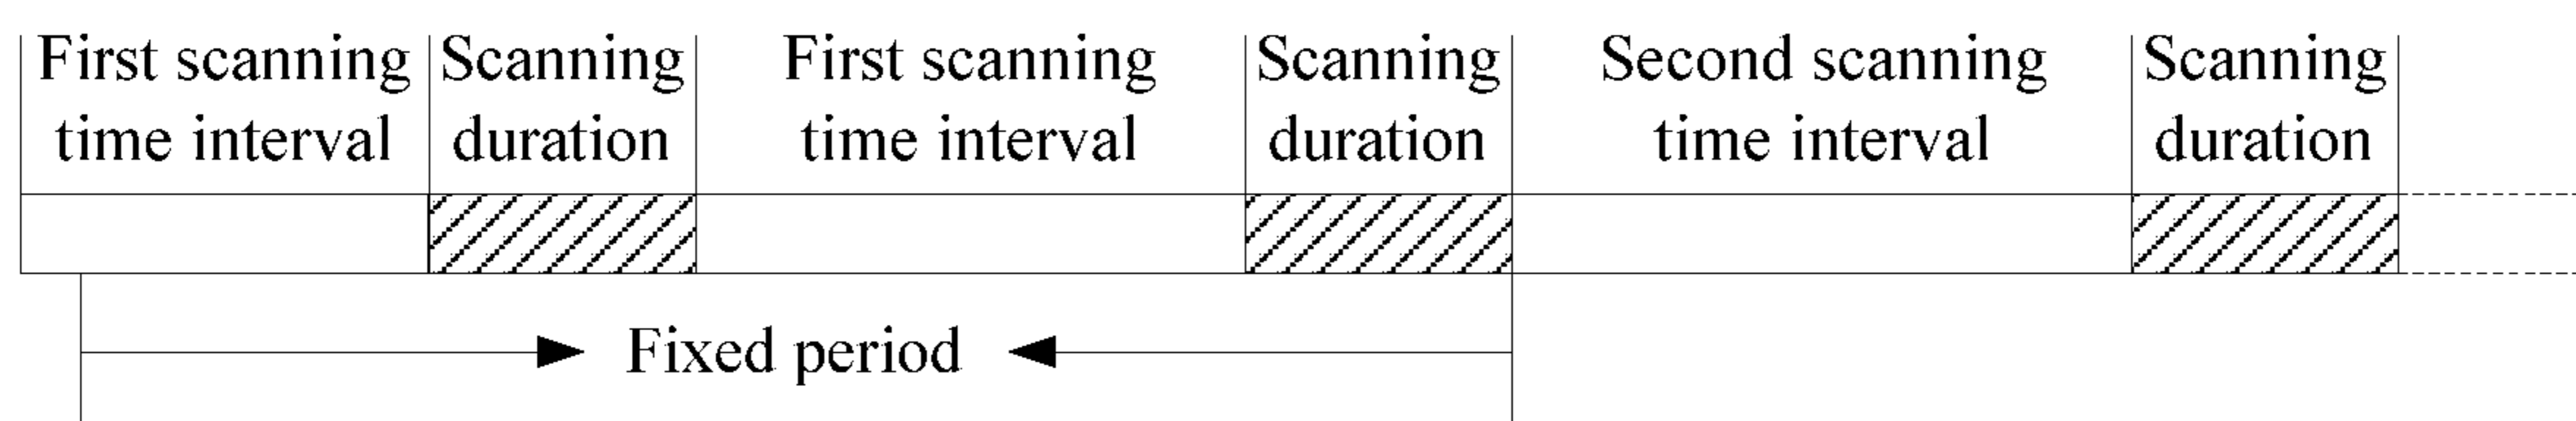 First scanning
time interval
Scanning
duration
First scanning
time interval
Scanning
duration
Second scanning
time interval
Scanning
duration
Fixed period